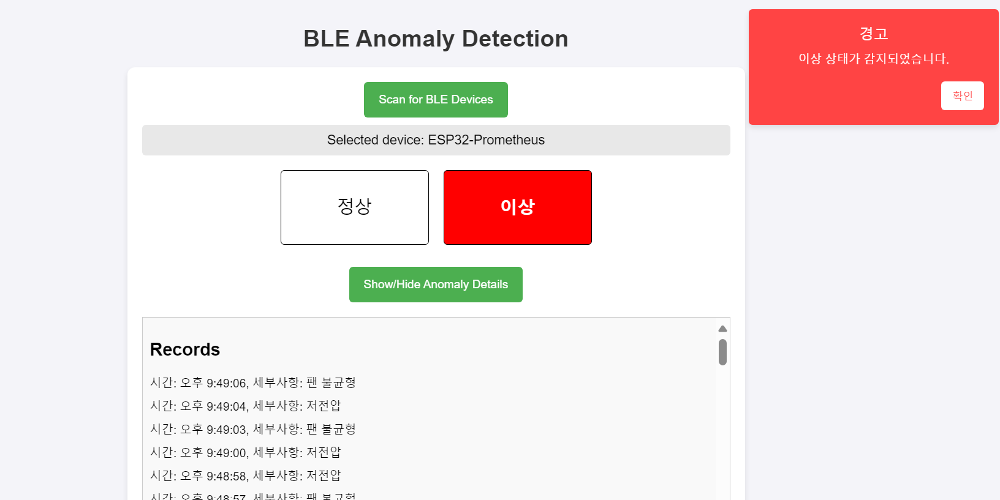 BLE Anomaly Detection
경고
이상 상태가 감지되었습니다.
확인
Scan for BLE Devices
Selected device: ESP32-Prometheus
정상
이상
Show/Hide Anomaly Details
Records
시간: 오후 9:49:06, 세부사항: 팬 불균형
시간: 오후 9:49:04, 세부사항: 저전압
시간: 오후 9:49:03, 세부사항: 팬 불균형
시간: 오후 9:49:00, 세부사항: 저전압
시간: 오후 9:48:58, 세부사항: 저전압
시간: 오후 9:48:57, 세부사항: 팬 불균형